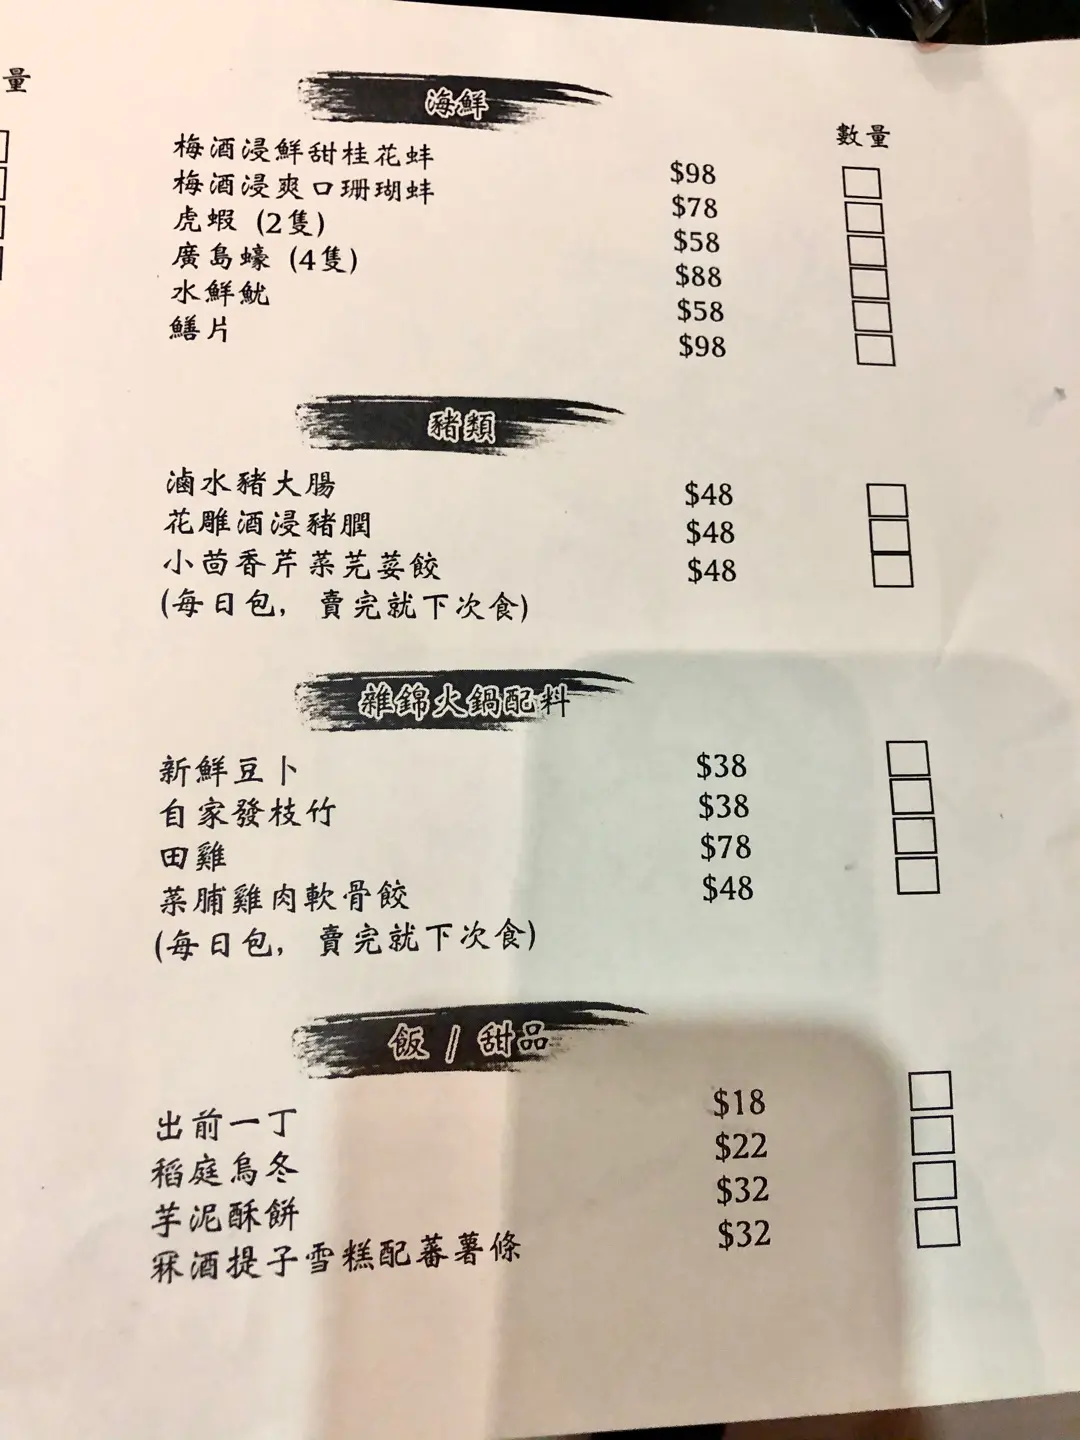 量
海鮮
數量
梅酒浸鮮甜桂花蚌 $98
梅酒浸爽口珊瑚蚌 $78
虎蝦 (2隻) $58
廣島蠔 (4隻) $88
水鮮魷 $58
鱔片 $98
豬類
滷水豬大腸 $48
花雕酒浸豬膶 $48
小茴香芹菜芫荽餃 $48
(每日包, 賣完就下次食)
雜錦火鍋配料
新鮮豆卜 $38
自家發枝竹 $38
田雞 $78
菜脯雞肉軟骨餃 $48
(每日包, 賣完就下次食)
飯 / 甜品
出前一丁 $18
稻庭烏冬 $22
芋泥酥餅 $32
冧酒提子雪糕配蕃薯條 $32